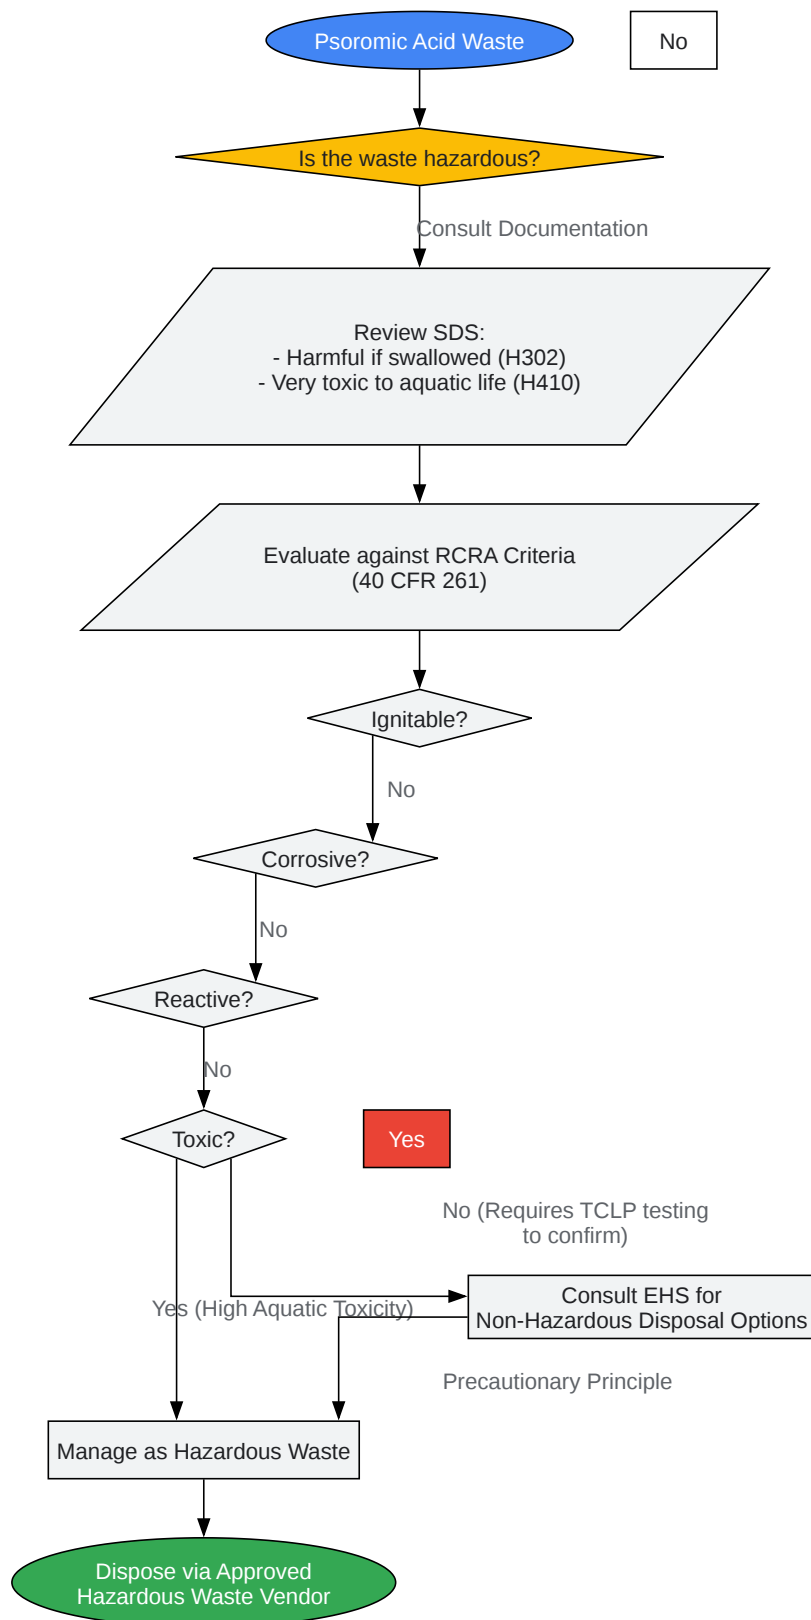 Psoromic Acid Waste
No
Is the waste hazardous?
Consult Documentation
Review SDS:
- Harmful if swallowed (H302)
- Very toxic to aquatic life (H410)
Evaluate against RCRA Criteria
(40 CFR 261)
Ignitable?
No
Corrosive?
No
Reactive?
No
Toxic?
Yes
No (Requires TCLP testing
to confirm)
Consult EHS for
Non-Hazardous Disposal Options
Yes (High Aquatic Toxicity)
Precautionary Principle
Manage as Hazardous Waste
Dispose via Approved
Hazardous Waste Vendor